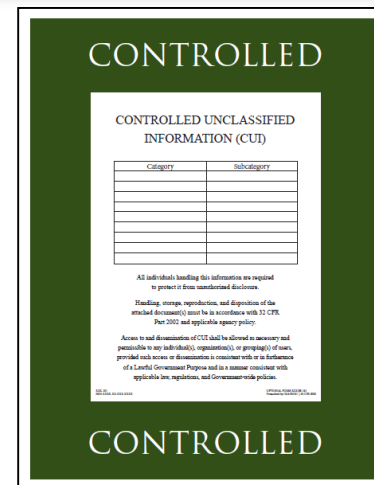 CONTROLLED
CONTROLLED UNCLASSIFIED
INFORMATION (CUI)
Category Subcategory
All individuals handling this information are required
to protect it from unauthorized disclosure.
Handling, storage, reproduction, and disposition of the
attached document(s) must be in accordance with 32 CFR
Part 2002 and applicable agency policy.
Access to and dissemination of CUI shall be allowed as necessary and
permissible to any individual(s), organization(s), or grouping(s) of users,
provided such access or dissemination is consistent with or in furtherance
of a Lawful Government Purpose and in a manner consistent with
applicable law, regulations, and Government-wide policies.
CONTROLLED